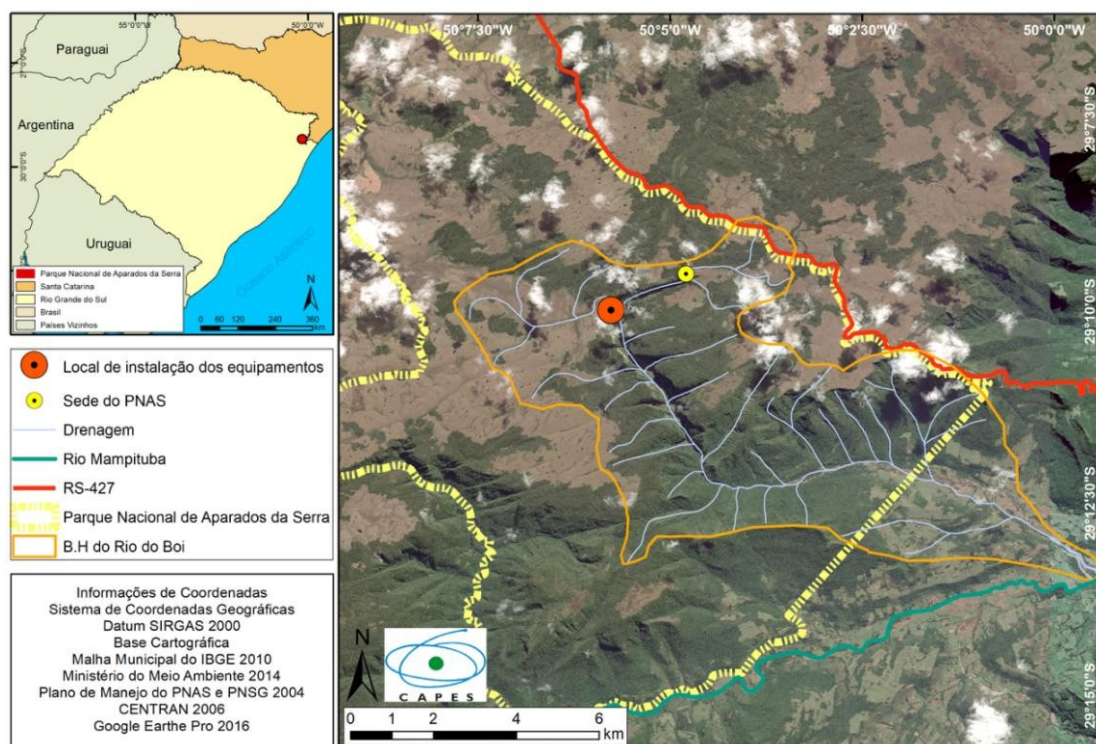 55°0'0"W
50°0'0"W
27°0'0"S
30°0'0"S
Paraguai
Argentina
Uruguai
Oceano Atlântico
Parque Nacional de Aparados da Serra
Santa Catarina
Rio Grande do Sul
Brasil
Países Vizinhos
N
0 60 120 240 360
km
Local de instalação dos equipamentos
Sede do PNAS
Drenagem
Rio Mampituba
RS-427
Parque Nacional de Aparados da Serra
B.H do Rio do Boi
Informações de Coordenadas
Sistema de Coordenadas Geográficas
Datum SIRGAS 2000
Base Cartográfica
Malha Municipal do IBGE 2010
Ministério do Meio Ambiente 2014
Plano de Manejo do PNAS e PNSG 2004
CENTRAN 2006
Google Earthe Pro 2016
50°7'30"W
50°5'0"W
50°2'30"W
50°0'0"W
29°7'30"S
29°10'0"S
29°12'30"S
29°15'0"S
N
CAPES
0 1 2 4 6
km